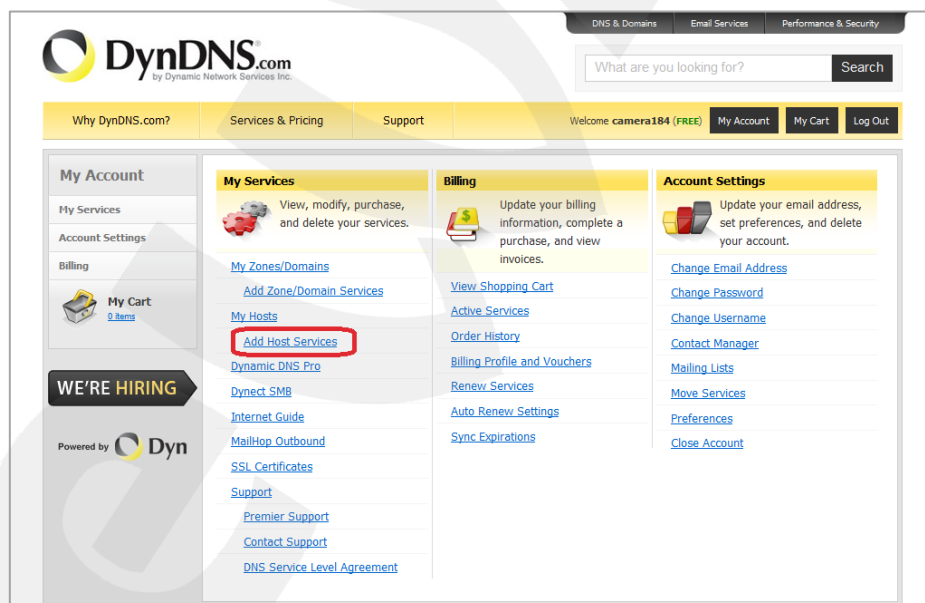 DNS & Domains Email Services Performance & Security
DynDNS.com
by Dynamic Network Services Inc.
What are you looking for? Search
Why DynDNS.com? Services & Pricing Support Welcome camera184 (FREE) My Account My Cart Log Out
My Account
My Services
Account Settings
Billing
My Cart
0 items
WE'RE HIRING
Powered by Dyn
My Services
View, modify, purchase,
and delete your services.
My Zones/Domains
Add Zone/Domain Services
My Hosts
Add Host Services
Dynamic DNS Pro
Dynect SMB
Internet Guide
MailHop Outbound
SSL Certificates
Support
Premier Support
Contact Support
DNS Service Level Agreement
Billing
Update your billing
information, complete a
purchase, and view
invoices.
View Shopping Cart
Active Services
Order History
Billing Profile and Vouchers
Renew Services
Auto Renew Settings
Sync Expirations
Account Settings
Update your email address,
set preferences, and delete
your account.
Change Email Address
Change Password
Change Username
Contact Manager
Mailing Lists
Move Services
Preferences
Close Account